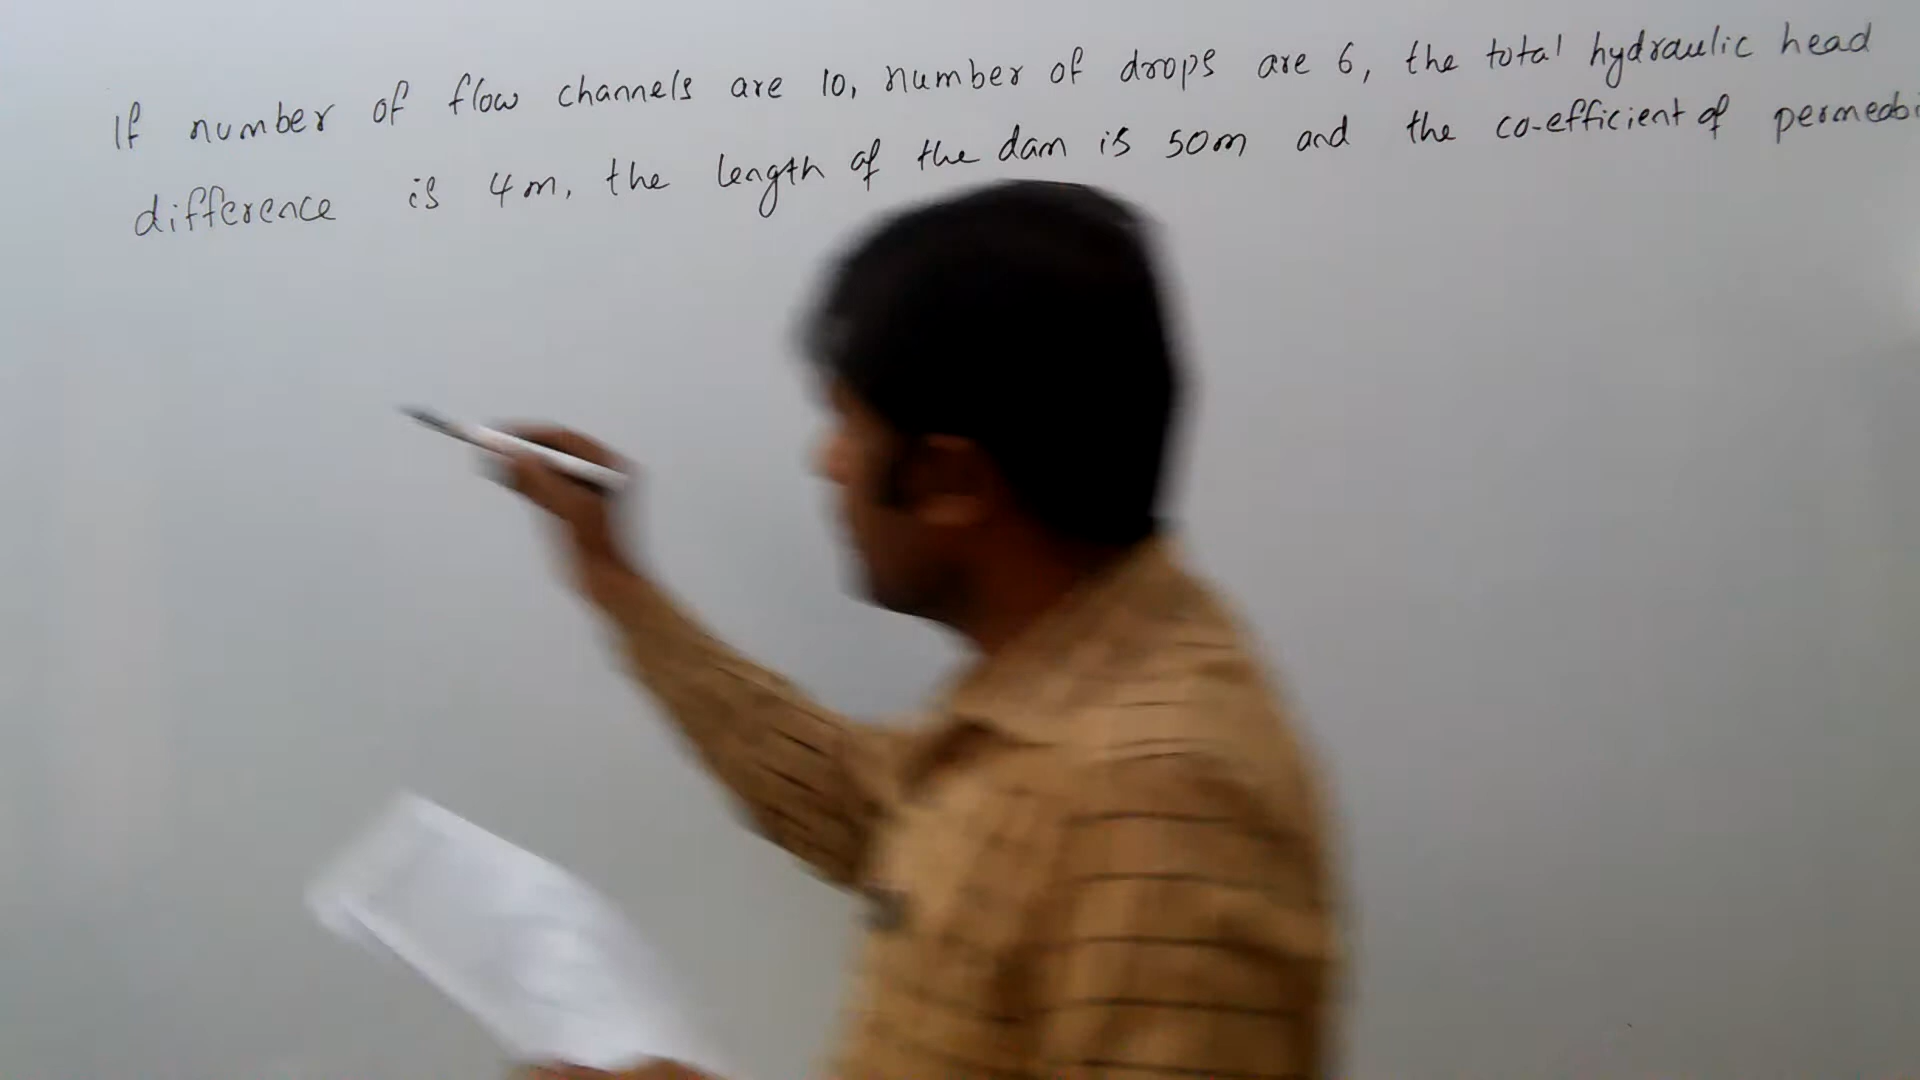 If number of flow channels are 10, number of drops are 6, the total hydraulic head
difference is 4m, the length of the dam is 50m and the co-efficient of permeabi